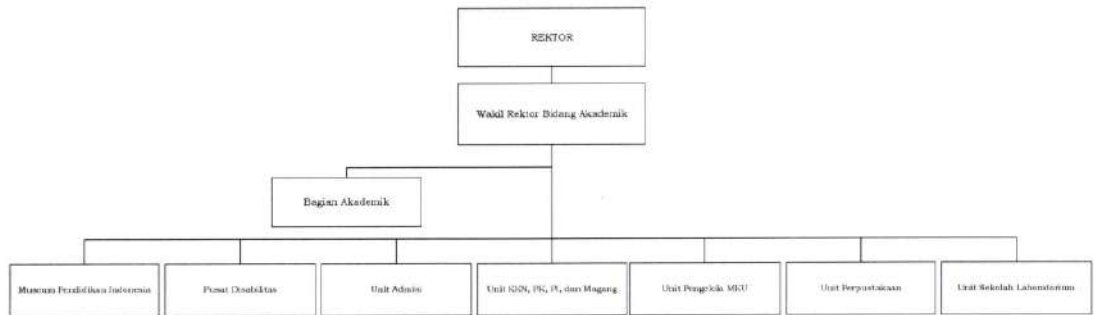 REKTOR
Wakil Rektor Bidang Akademik
Bagian Akademik
Museum Pendidikan Indonesia
Pusat Disabilitas
Unit Admisi
Unit KKN, PK, PI, dan Magang
Unit Pengelola MKU
Unit Perpustakaan
Unit Sekolah Laboratorium